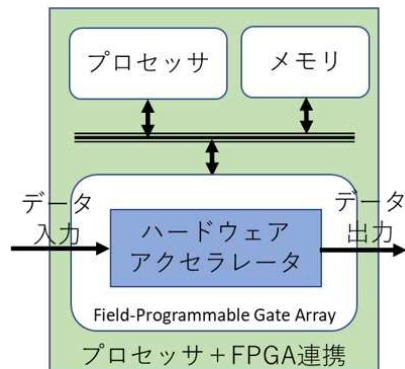 プロセッサ
メモリ
データ
入力
ハードウェア
アクセラレータ
データ
出力
Field-Programmable Gate Array
プロセッサ＋FPGA連携